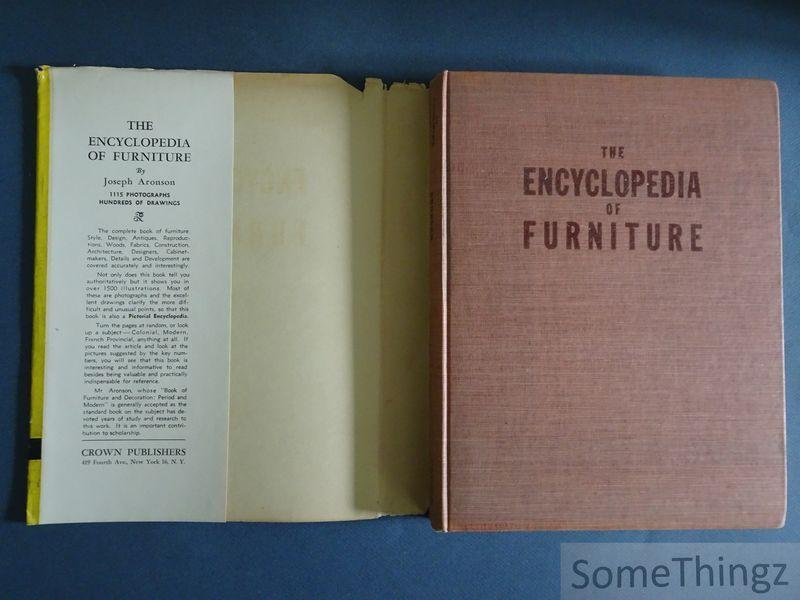 THE
ENCYCLOPEDIA
OF FURNITURE
By
Joseph Aronson
1115 PHOTOGRAPHS
HUNDREDS OF DRAWINGS
The complete book of furniture
Style, Design, Antiques, Reproduc-
tions, Woods, Fabrics, Construction,
Architecture, Designers, Cabinet-
makers, Details and Development are
covered accurately and interestingly.
Not only does this book tell you
authoritatively but it shows you in
over 1500 illustrations. Most of
these are photographs and the excel-
lent drawings clarify the more dif-
ficult and unusual points, so that this
book is also a Pictorial Encyclopedia.
Turn the pages at random, or look
up a subject—Colonial, Modern,
French Provincial, anything at all. If
you read the article and look at the
pictures suggested by the key num-
bers, you will see that this book is
interesting and informative to read
besides being valuable and practically
indispensable for reference.
Mr. Aronson, whose "Book of
Furniture and Decoration: Period and
Modern" is generally accepted as the
standard book on the subject has de-
voted years of study and research to
this work. It is an important contri-
bution to scholarship.
CROWN PUBLISHERS
419 Fourth Ave., New York 16, N. Y.
THE
ENCYCLOPEDIA
OF
FURNITURE
SomeThingz